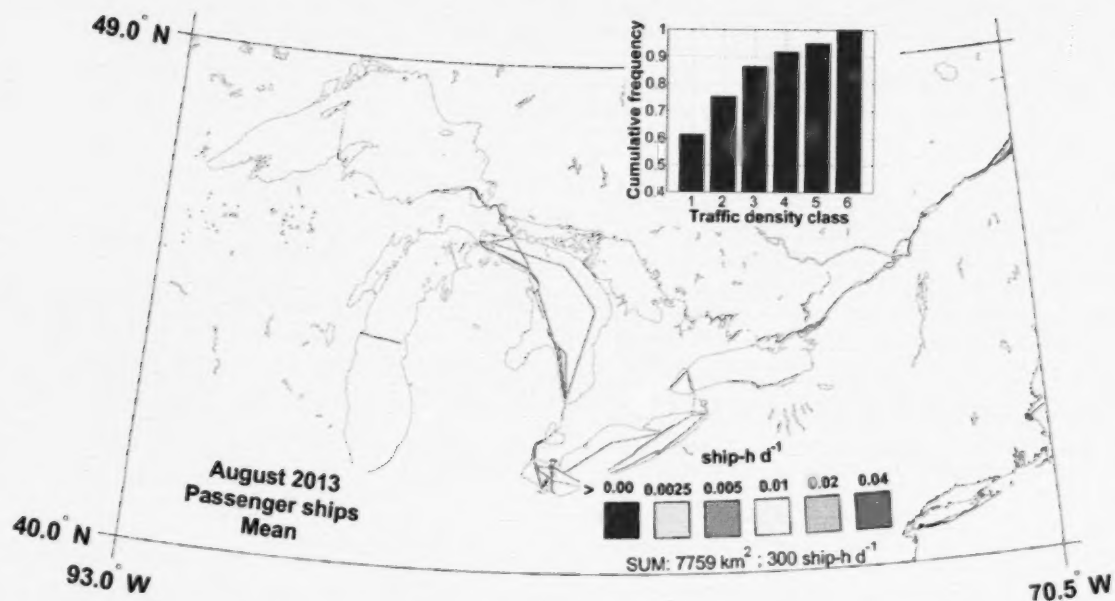 49.0° N
1
0.9
0.8
0.7
0.6
0.5
0.4
Cumulative frequency
1 2 3 4 5 6
Traffic density class
August 2013
Passenger ships
Mean
ship-h d⁻¹
> 0.00 0.0025 0.005 0.01 0.02 0.04
SUM: 7759 km² ; 300 ship-h d⁻¹
40.0° N
93.0° W
70.5° W